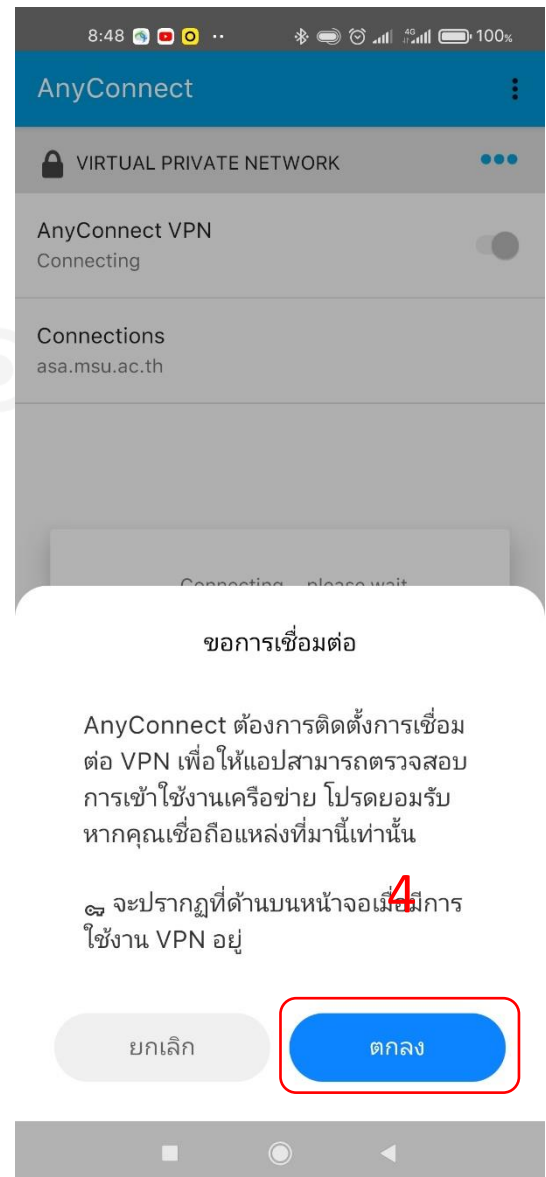 8:48 100%
AnyConnect
VIRTUAL PRIVATE NETWORK
AnyConnect VPN
Connecting
Connections
asa.msu.ac.th
Connecting please wait
ขอการเชื่อมต่อ
AnyConnect ต้องการติดตั้งการเชื่อม
ต่อ VPN เพื่อให้แอปสามารถตรวจสอบ
การเข้าใช้งานเครือข่าย โปรดยอมรับ
หากคุณเชื่อถือแหล่งที่มานี้เท่านั้น
4
จะปรากฏที่ด้านบนหน้าจอเมื่อมีการ
ใช้งาน VPN อยู่
ยกเลิก ตกลง